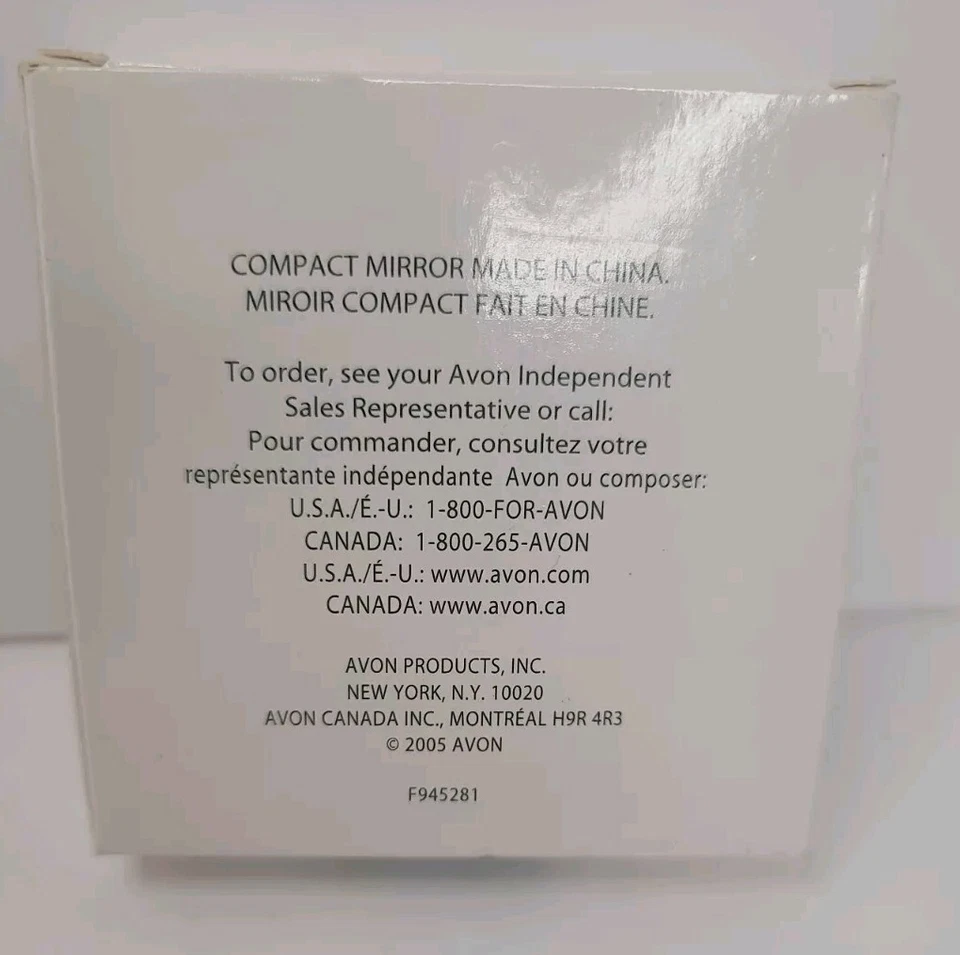 COMPACT MIRROR MADE IN CHINA.
MIROIR COMPACT FAIT EN CHINE.
To order, see your Avon Independent
Sales Representative or call:
Pour commander, consultez votre
représentante indépendante Avon ou composer:
U.S.A./É.-U.: 1-800-FOR-AVON
CANADA: 1-800-265-AVON
U.S.A./É.-U.: www.avon.com
CANADA: www.avon.ca
AVON PRODUCTS, INC.
NEW YORK, N.Y. 10020
AVON CANADA INC., MONTRÉAL H9R 4R3
© 2005 AVON
F945281